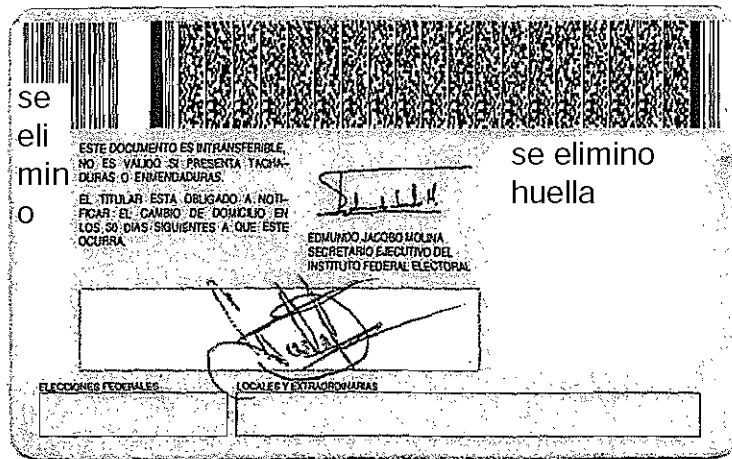 se
eli
min
o
ESTE DOCUMENTO ES INTRANSFERIBLE,
NO ES VALIDO SI PRESENTA TACHA-
DURAS O ENMENDADURAS.
EL TITULAR ESTA OBLIGADO A NOTI-
FICAR EL CAMBIO DE DOMICILIO EN
LOS 30 DIAS SIGUIENTES A QUE ESTE
OCURRA.
EDMUNDO JACOBO MOLINA
SECRETARIO EJECUTIVO DEL
INSTITUTO FEDERAL ELECTORAL
se elimino
huella
ELECCIONES FEDERALES
LOCALES Y EXTRAORDINARIAS